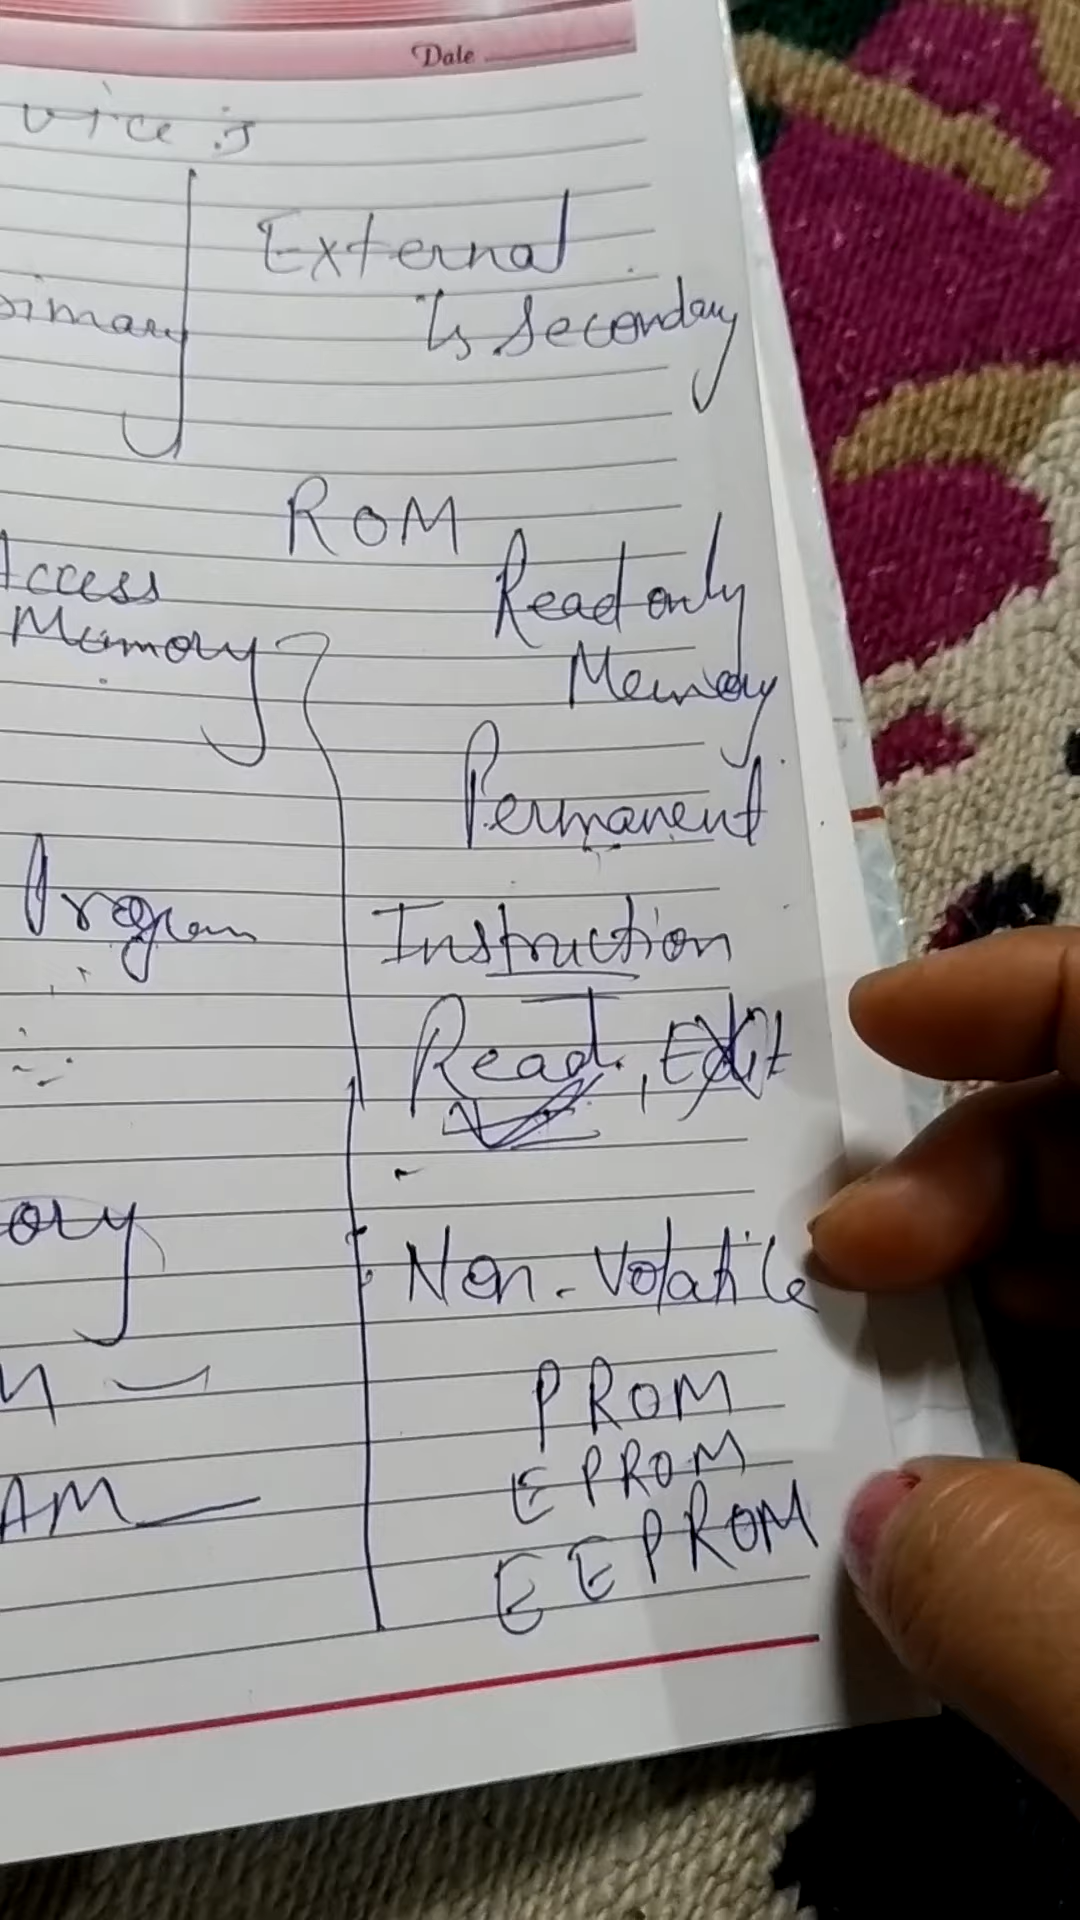 Date
External
is Secondary
ROM
Access
Memory
Read only
Memory
Permanent
Program
Instruction
Read, Edit
Non-Volatile
PROM
EPROM
EEPROM